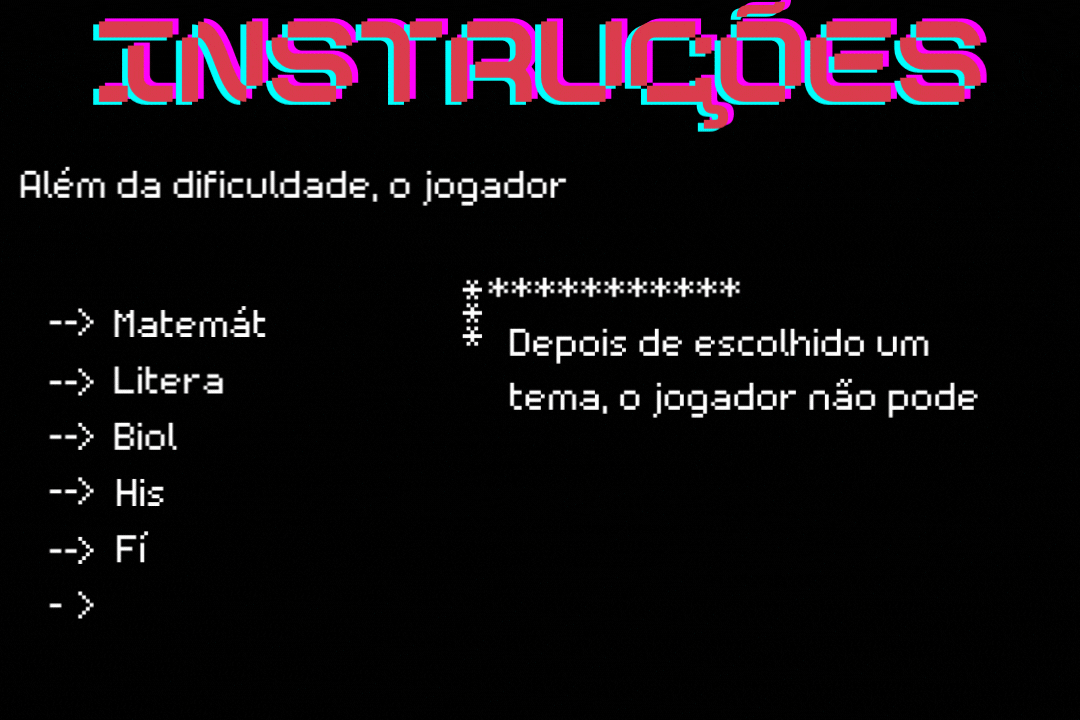 INSTRUÇÕES
Além da dificuldade, o jogador
--> Matemát
--> Litera
--> Biol
--> His
--> Fí
- >
************
*
*
Depois de escolhido um
tema, o jogador não pode